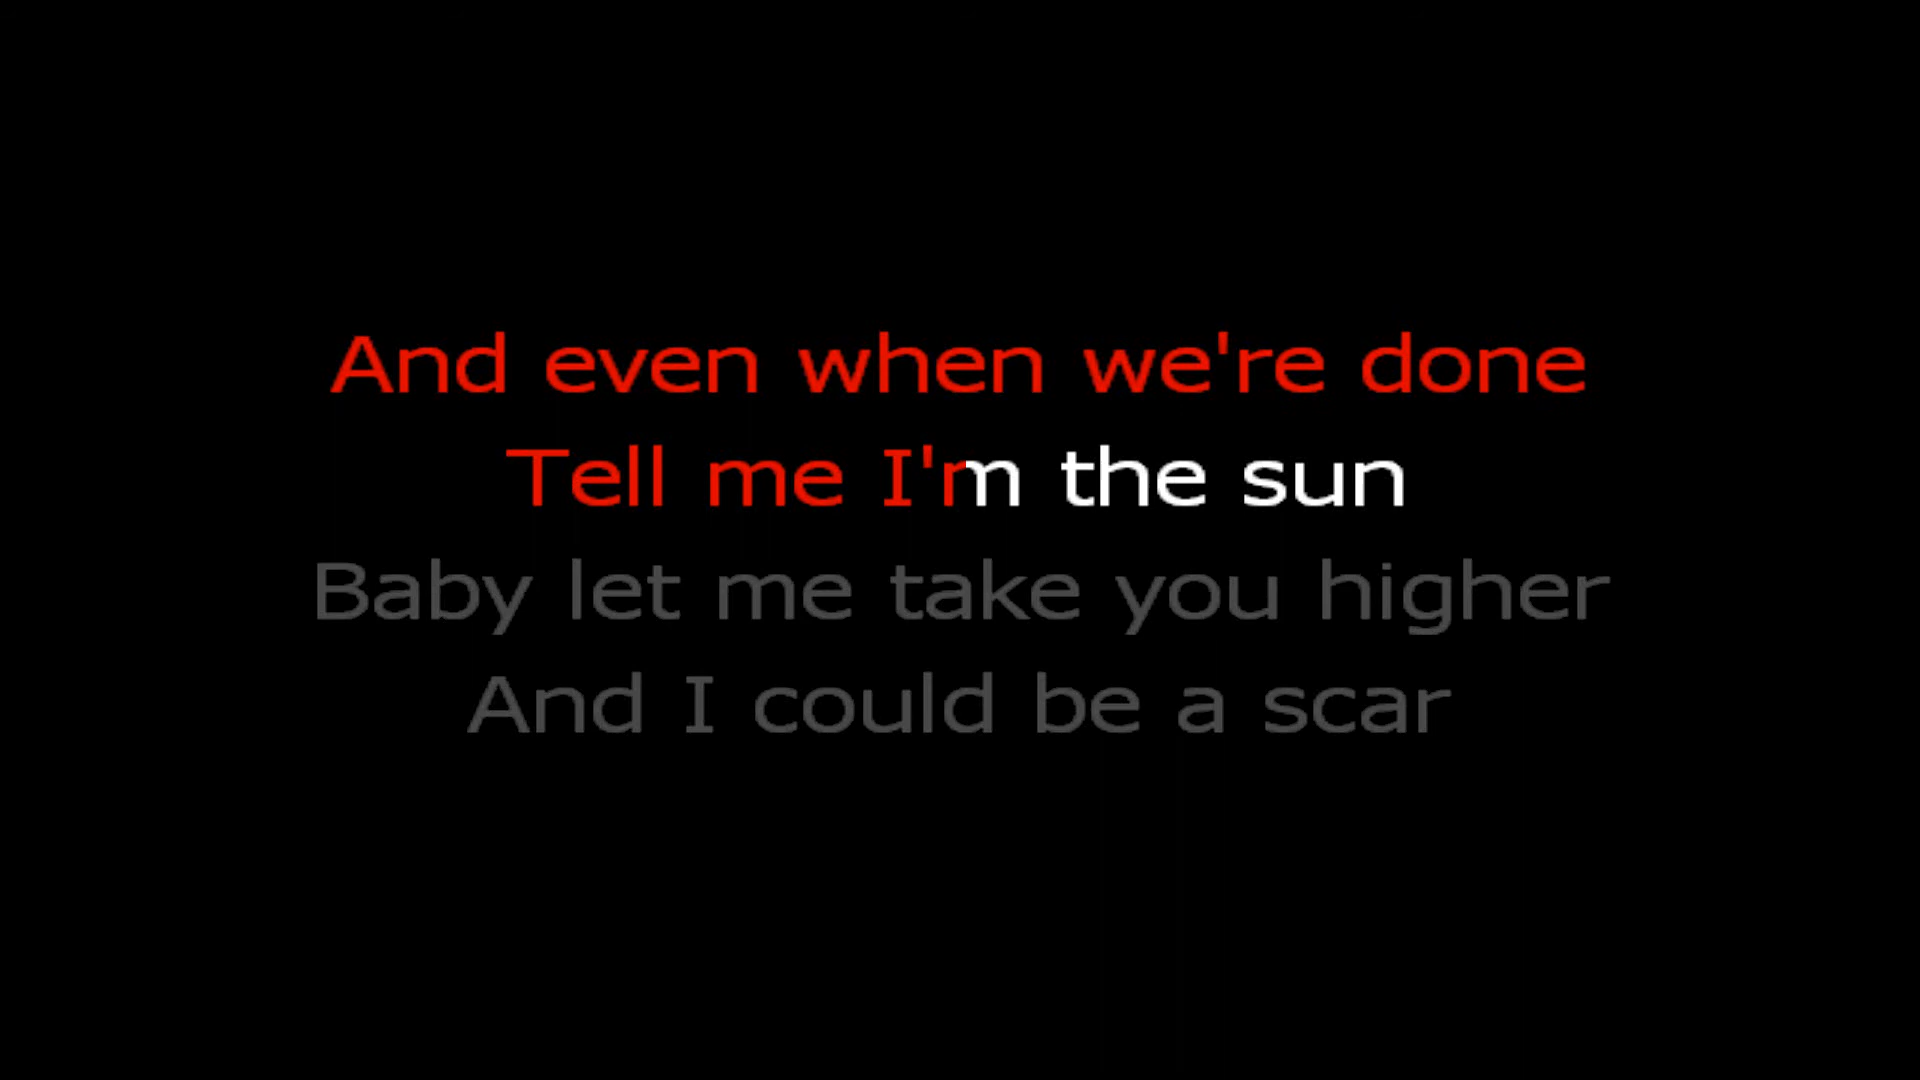 And even when we're done
Tell me I'm the sun
Baby let me take you higher
And I could be a scar